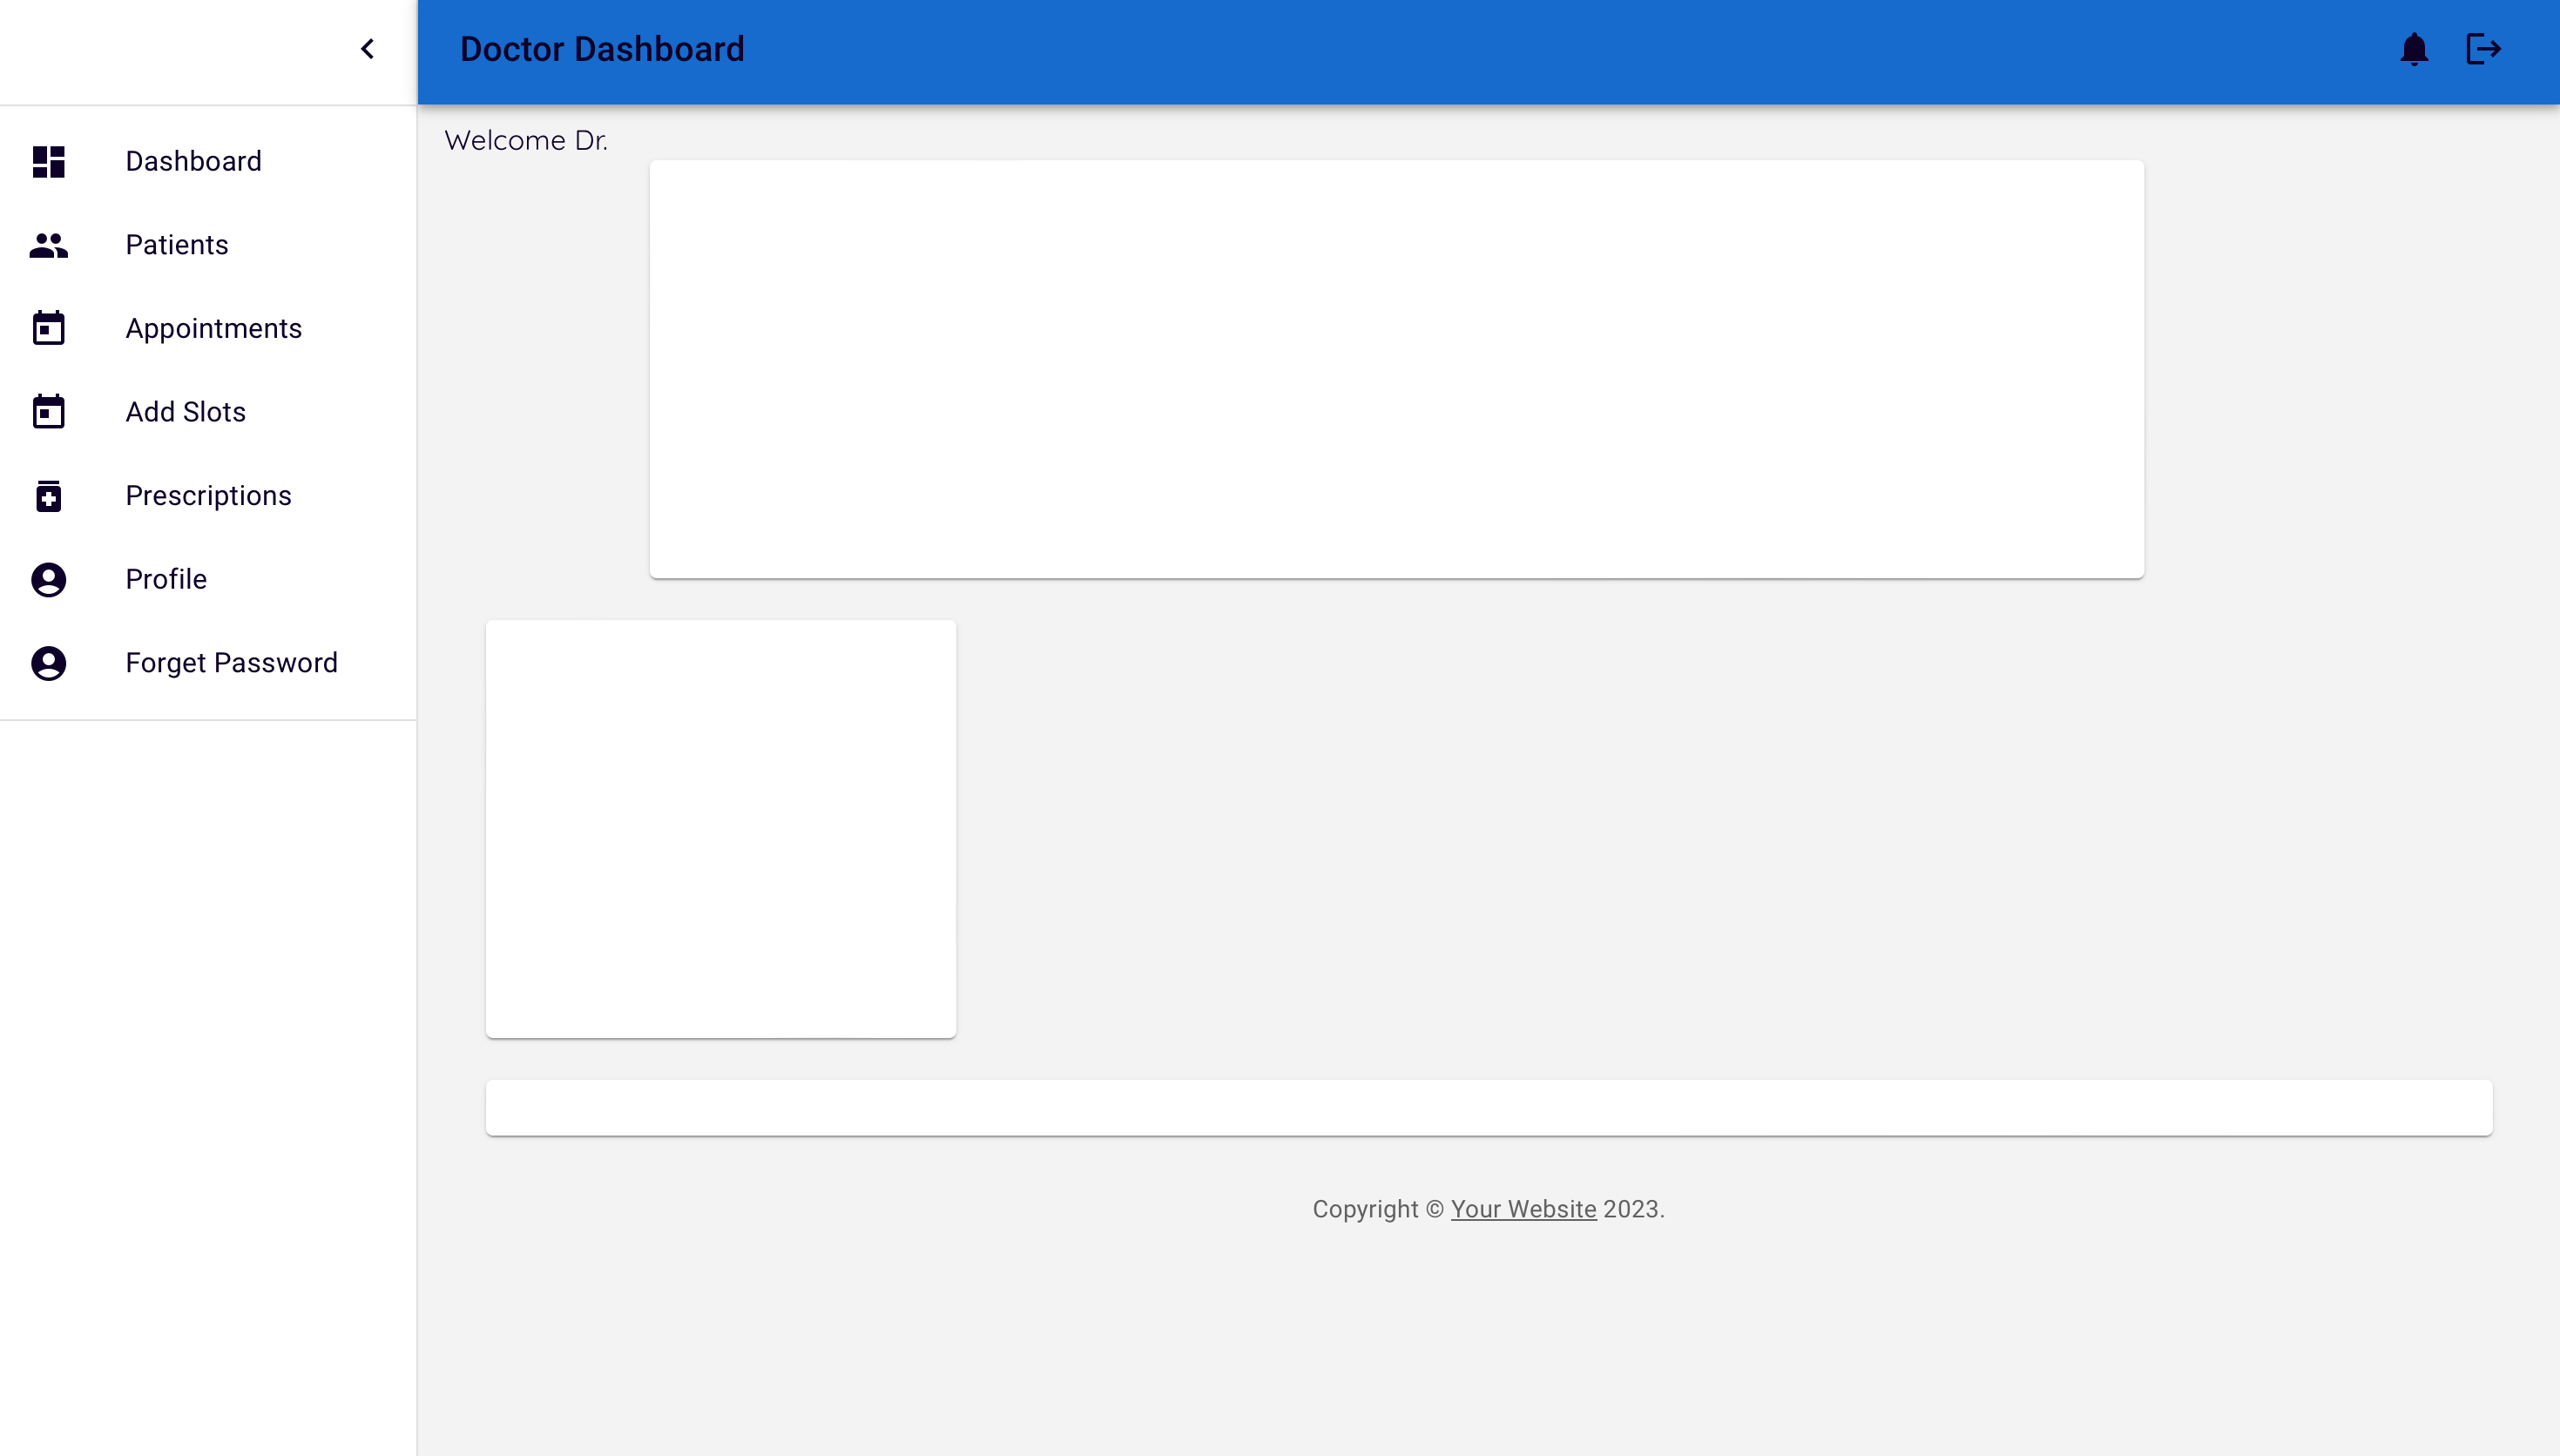 Doctor Dashboard
Dashboard
Patients
Appointments
Add Slots
Prescriptions
Profile
Forget Password
Welcome Dr.
Copyright © Your Website 2023.